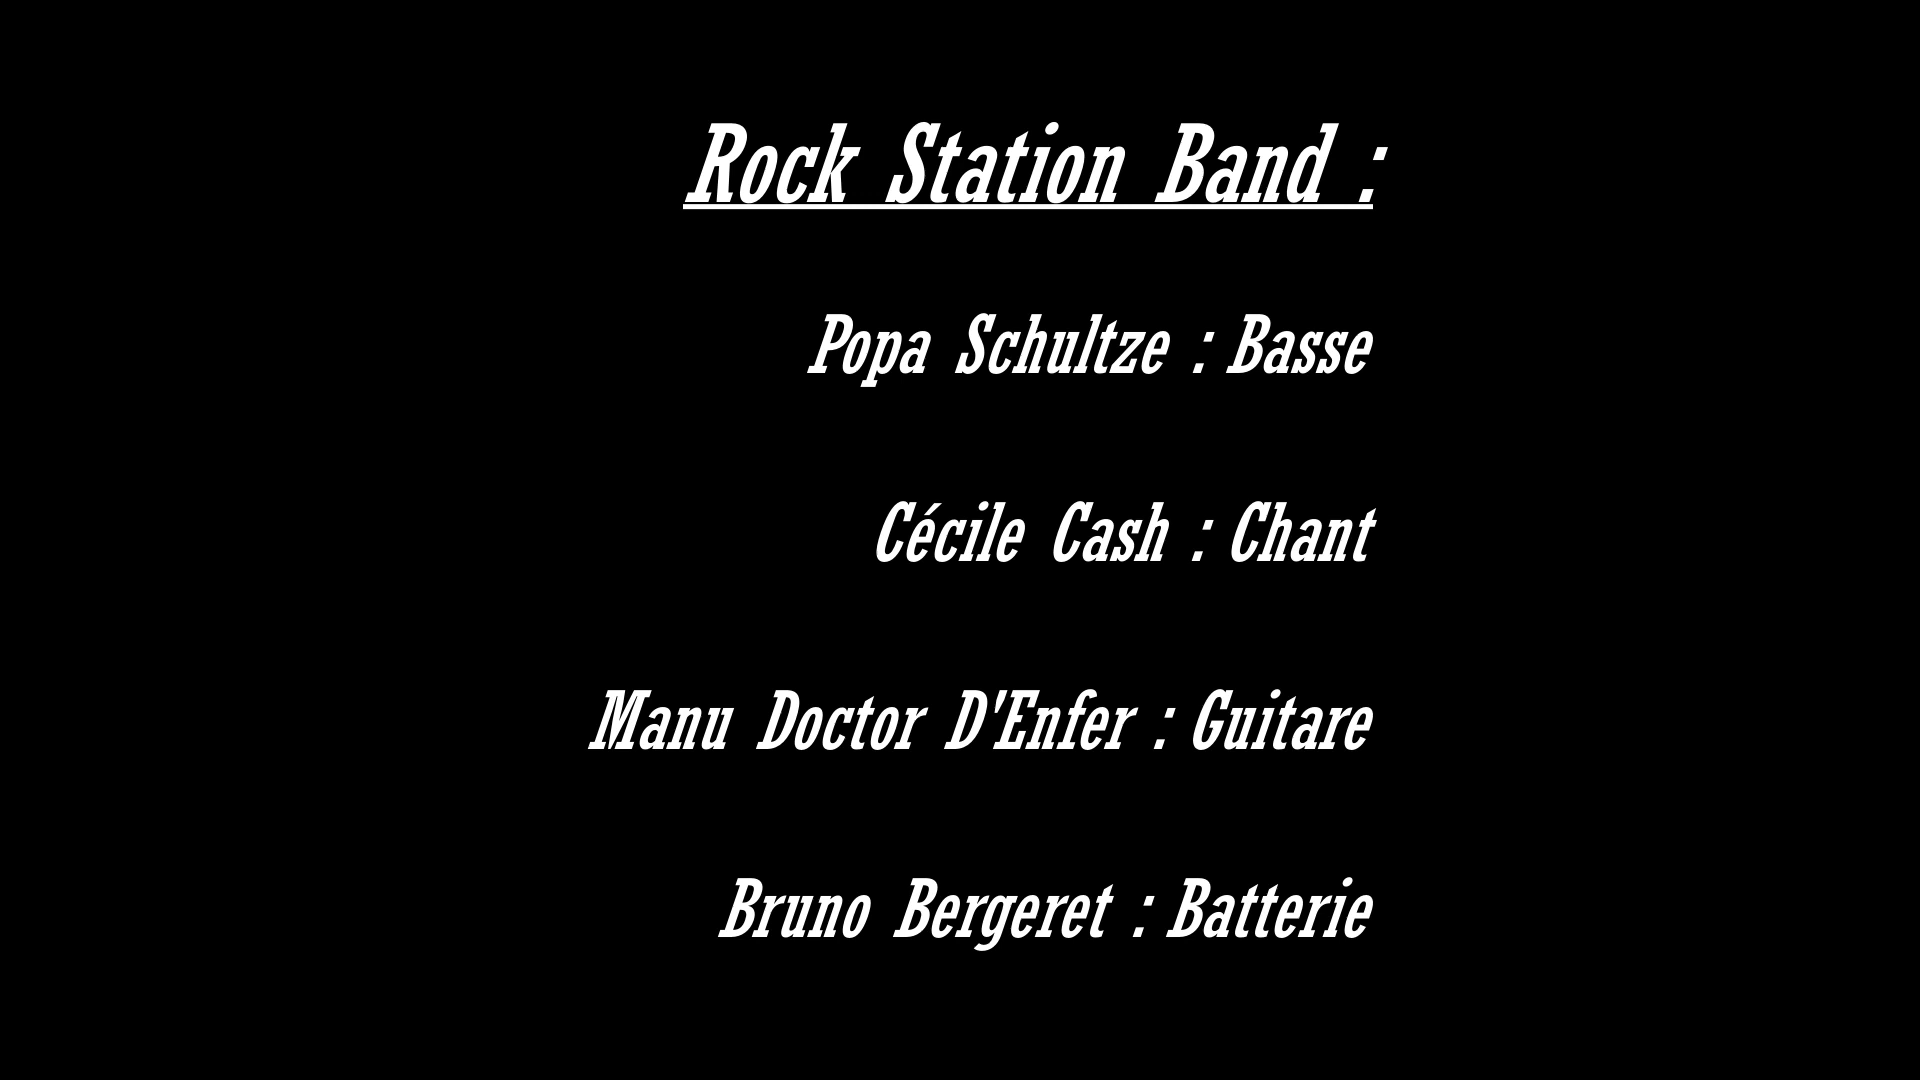 Rock Station Band :
Popa Schultze : Basse
Cécile Cash : Chant
Manu Doctor D'Enfer : Guitare
Bruno Bergeret : Batterie